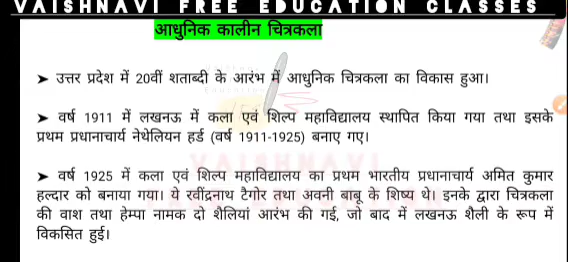 VAISHNAVI FREE EDUCATION CLASSES
आधुनिक कालीन चित्रकला
➤ उत्तर प्रदेश में 20वीं शताब्दी के आरंभ में आधुनिक चित्रकला का विकास हुआ।
➤ वर्ष 1911 में लखनऊ में कला एवं शिल्प महाविद्यालय स्थापित किया गया तथा इसके
प्रथम प्रधानाचार्य नेथेलियन हर्ड (वर्ष 1911-1925) बनाए गए।
VAISHNAVI
➤ वर्ष 1925 में कला एवं शिल्प महाविद्यालय का प्रथम भारतीय प्रधानाचार्य अमित कुमार
हल्दार को बनाया गया। ये रवींद्रनाथ टैगोर तथा अवनी बाबू के शिष्य थे। इनके द्वारा चित्रकला
की वाश तथा हेम्पा नामक दो शैलियां आरंभ की गई, जो बाद में लखनऊ शैली के रूप में
विकसित हुई।